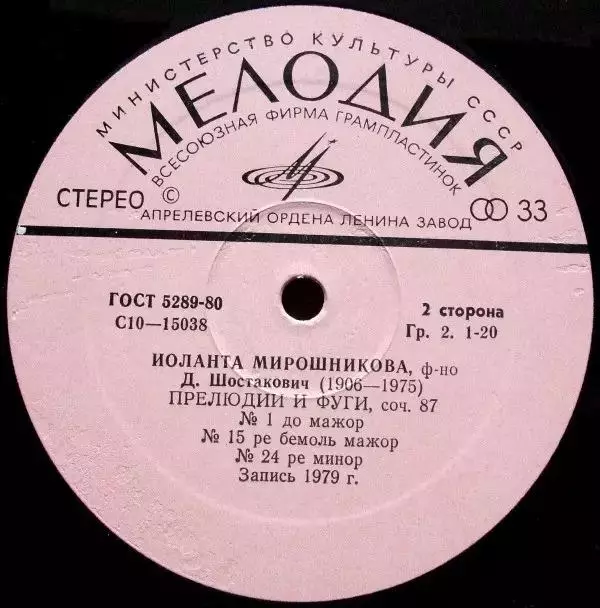 МИНИСТЕРСТВО КУЛЬТУРЫ СССР
МЕЛОДИЯ
ВСЕСОЮЗНАЯ ФИРМА ГРАМПЛАСТИНОК
СТЕРЕО © 33
АПРЕЛЕВСКИЙ ОРДЕНА ЛЕНИНА ЗАВОД
ГОСТ 5289-80 2 сторона
С10—15038 Гр. 2. 1-20
ИОЛАНТА МИРОШНИКОВА, ф-но
Д. Шостакович (1906—1975)
ПРЕЛЮДИИ И ФУГИ, соч. 87
№ 1 до мажор
№ 15 ре бемоль мажор
№ 24 ре минор
Запись 1979 г.